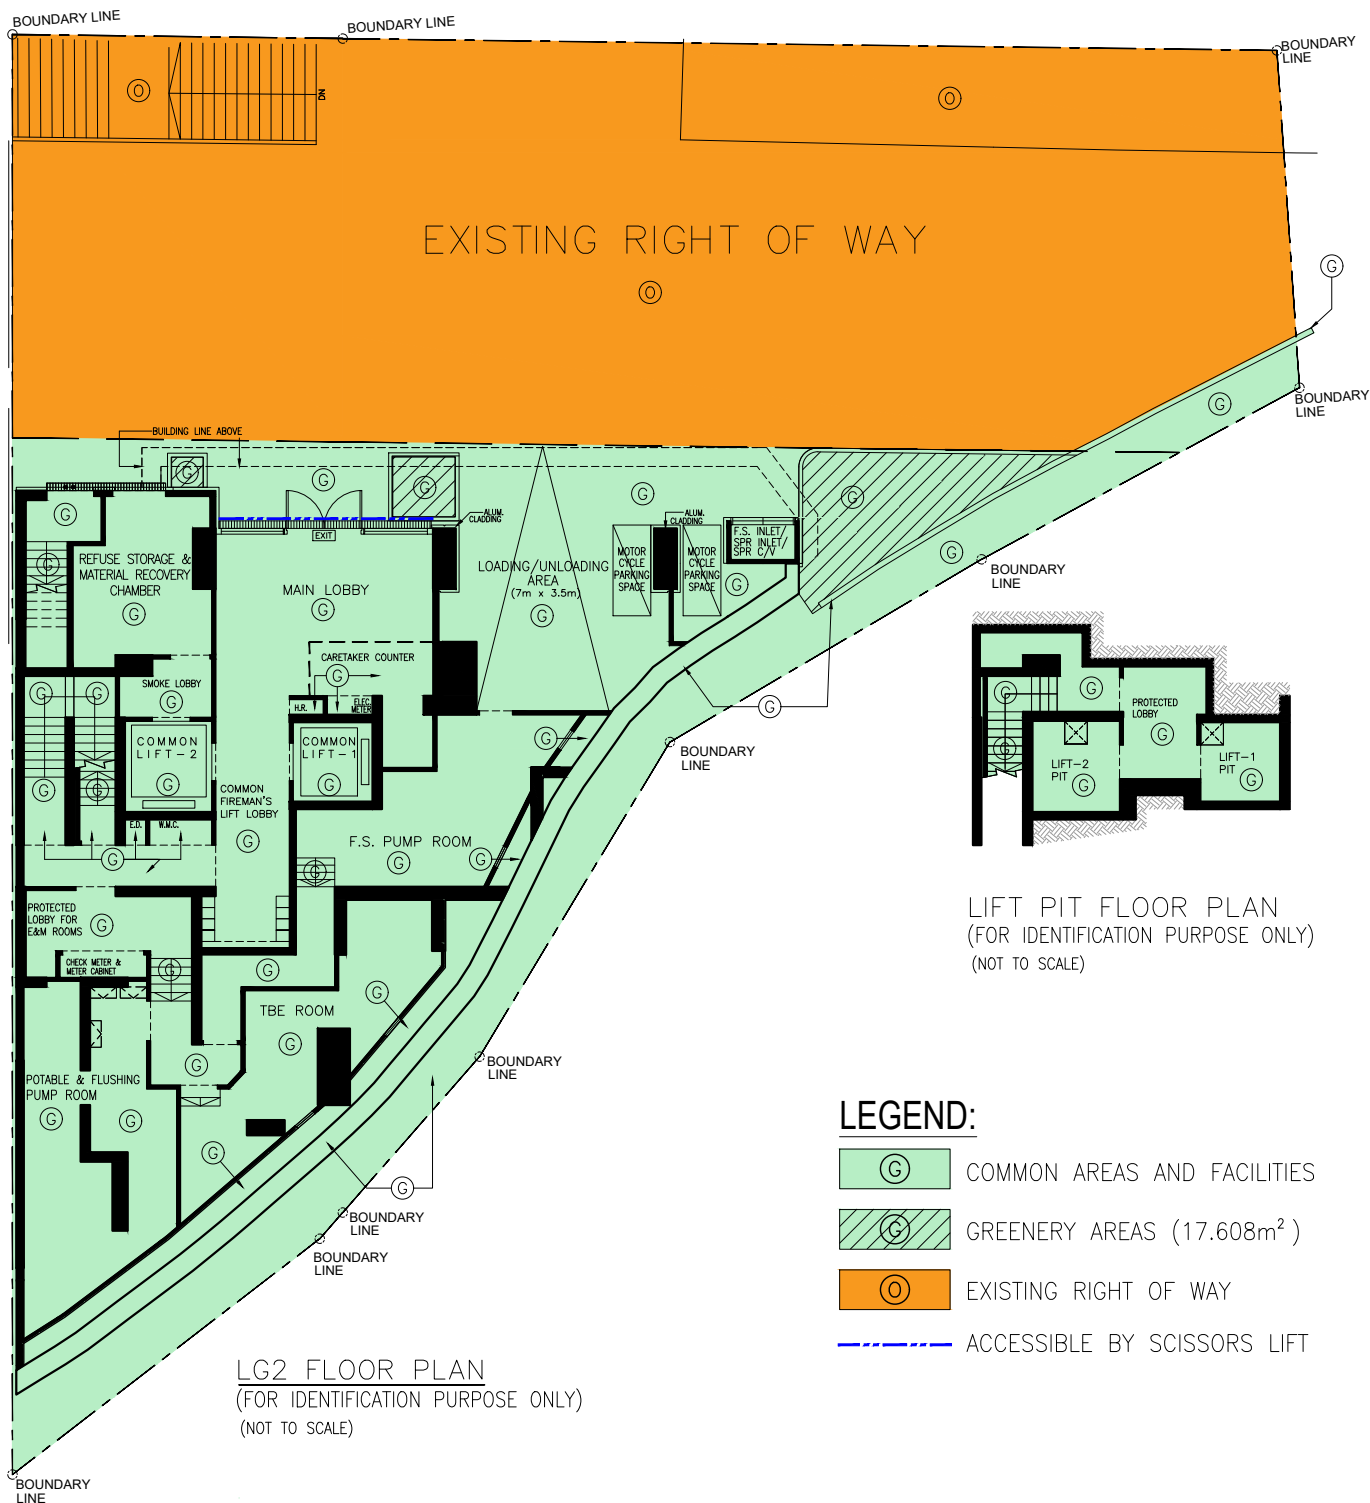 BOUNDARY LINE
BOUNDARY LINE
BOUNDARY
LINE
O
DN
O
EXISTING RIGHT OF WAY
O
G
BOUNDARY
LINE
G
BUILDING LINE ABOVE
G
G
G
G
G
G
ALUM.
CLADDING
ALUM.
CLADDING
EXIT
F.S. INLET/
SPR INLET/
SPR C/V
G
G
REFUSE STORAGE &
MATERIAL RECOVERY
CHAMBER
G
MAIN LOBBY
G
LOADING/UNLOADING
AREA
(7m x 3.5m)
G
MOTOR
CYCLE
PARKING
SPACE
MOTOR
CYCLE
PARKING
SPACE
G
BOUNDARY
LINE
CARETAKER COUNTER
G
SMOKE LOBBY
G
G
G
H.R.
ELEC.
METER
G
G
BOUNDARY
LINE
COMMON
LIFT-2
G
COMMON
LIFT-1
G
COMMON
FIREMAN'S
LIFT LOBBY
G
G
G
E.D.
W.M.C.
G
F.S. PUMP ROOM
G
G
G
PROTECTED
LOBBY FOR
E&M ROOMS
G
CHECK METER &
METER CABINET
G
G
TBE ROOM
G
G
G
BOUNDARY
LINE
POTABLE & FLUSHING
PUMP ROOM
G
G
G
G
BOUNDARY
LINE
BOUNDARY
LINE
LG2 FLOOR PLAN
(FOR IDENTIFICATION PURPOSE ONLY)
(NOT TO SCALE)
BOUNDARY
LINE
G
G
PROTECTED
LOBBY
G
G
LIFT-2
PIT
G
LIFT-1
PIT
G
LIFT PIT FLOOR PLAN
(FOR IDENTIFICATION PURPOSE ONLY)
(NOT TO SCALE)
LEGEND:
G COMMON AREAS AND FACILITIES
G GREENERY AREAS (17.608m²)
O EXISTING RIGHT OF WAY
ACCESSIBLE BY SCISSORS LIFT